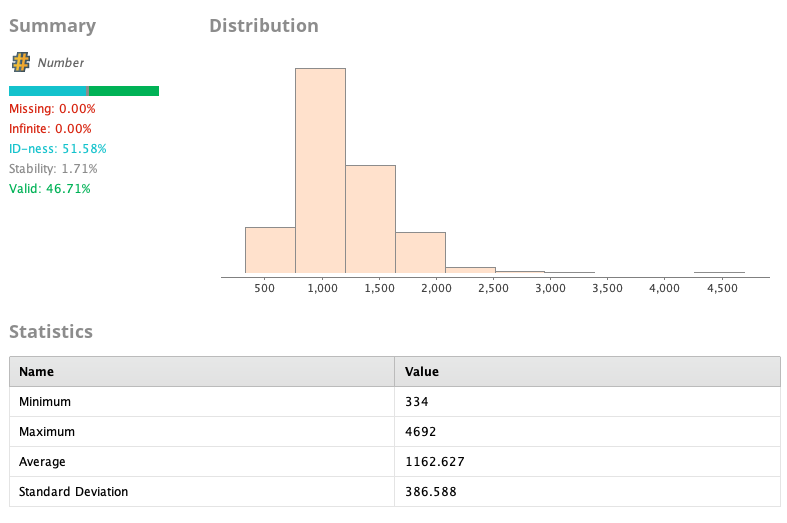 Summary
Number
Missing: 0.00%
Infinite: 0.00%
ID-ness: 51.58%
Stability: 1.71%
Valid: 46.71%
Distribution
500 1,000 1,500 2,000 2,500 3,000 3,500 4,000 4,500
Statistics
Name Value
Minimum 334
Maximum 4692
Average 1162.627
Standard Deviation 386.588